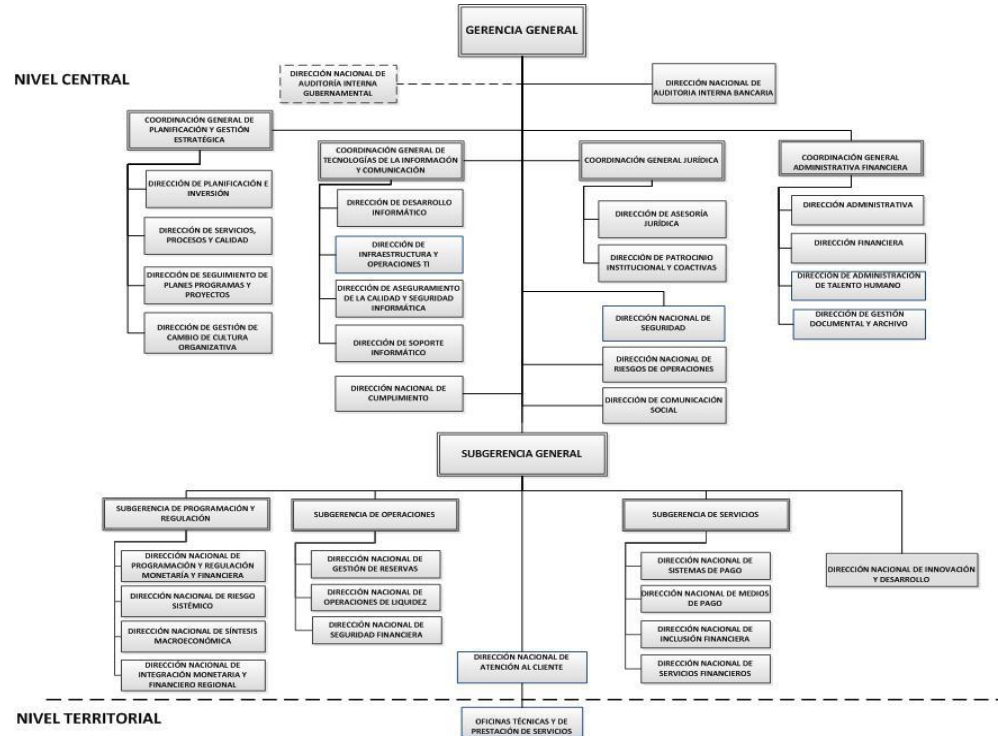 GERENCIA GENERAL
NIVEL CENTRAL
DIRECCIÓN NACIONAL DE
AUDITORÍA INTERNA
GUBERNAMENTAL
DIRECCIÓN NACIONAL DE
AUDITORIA INTERNA BANCARIA
COORDINACIÓN GENERAL DE
PLANIFICACIÓN Y GESTIÓN
ESTRATÉGICA
DIRECCIÓN DE PLANIFICACIÓN E
INVERSIÓN
DIRECCIÓN DE SERVICIOS,
PROCESOS Y CALIDAD
DIRECCIÓN DE SEGUIMIENTO DE
PLANES PROGRAMAS Y
PROYECTOS
DIRECCIÓN DE GESTIÓN DE
CAMBIO DE CULTURA
ORGANIZATIVA
COORDINACIÓN GENERAL DE
TECNOLOGÍAS DE LA INFORMACIÓN
Y COMUNICACIÓN
DIRECCIÓN DE DESARROLLO
INFORMÁTICO
DIRECCIÓN DE
INFRAESTRUCTURA Y
OPERACIONES TI
DIRECCIÓN DE ASEGURAMIENTO
DE LA CALIDAD Y SEGURIDAD
INFORMÁTICA
DIRECCIÓN DE SOPORTE
INFORMÁTICO
DIRECCIÓN NACIONAL DE
CUMPLIMIENTO
COORDINACIÓN GENERAL JURÍDICA
DIRECCIÓN DE ASESORÍA
JURÍDICA
DIRECCIÓN DE PATROCINIO
INSTITUCIONAL Y COACTIVAS
DIRECCIÓN NACIONAL DE
SEGURIDAD
DIRECCIÓN NACIONAL DE
RIESGOS DE OPERACIONES
DIRECCIÓN DE COMUNICACIÓN
SOCIAL
COORDINACIÓN GENERAL
ADMINISTRATIVA FINANCIERA
DIRECCIÓN ADMINISTRATIVA
DIRECCIÓN FINANCIERA
DIRECCIÓN DE ADMINISTRACIÓN
DE TALENTO HUMANO
DIRECCIÓN DE GESTIÓN
DOCUMENTAL Y ARCHIVO
SUBGERENCIA GENERAL
SUBGERENCIA DE PROGRAMACIÓN Y
REGULACIÓN
DIRECCIÓN NACIONAL DE
PROGRAMACIÓN Y REGULACIÓN
MONETARÍA Y FINANCIERA
DIRECCIÓN NACIONAL DE RIESGO
SISTÉMICO
DIRECCIÓN NACIONAL DE SÍNTESIS
MACROECONÓMICA
DIRECCIÓN NACIONAL DE
INTEGRACIÓN MONETARIA Y
FINANCIERO REGIONAL
SUBGERENCIA DE OPERACIONES
DIRECCIÓN NACIONAL DE
GESTIÓN DE RESERVAS
DIRECCIÓN NACIONAL DE
OPERACIONES DE LIQUIDEZ
DIRECCIÓN NACIONAL DE
SEGURIDAD FINANCIERA
DIRECCIÓN NACIONAL DE
ATENCIÓN AL CLIENTE
SUBGERENCIA DE SERVICIOS
DIRECCIÓN NACIONAL DE
SISTEMAS DE PAGO
DIRECCIÓN NACIONAL DE MEDIOS
DE PAGO
DIRECCIÓN NACIONAL DE
INCLUSIÓN FINANCIERA
DIRECCIÓN NACIONAL DE
SERVICIOS FINANCIEROS
DIRECCIÓN NACIONAL DE INNOVACIÓN
Y DESARROLLO
NIVEL TERRITORIAL
OFICINAS TÉCNICAS Y DE
PRESTACIÓN DE SERVICIOS